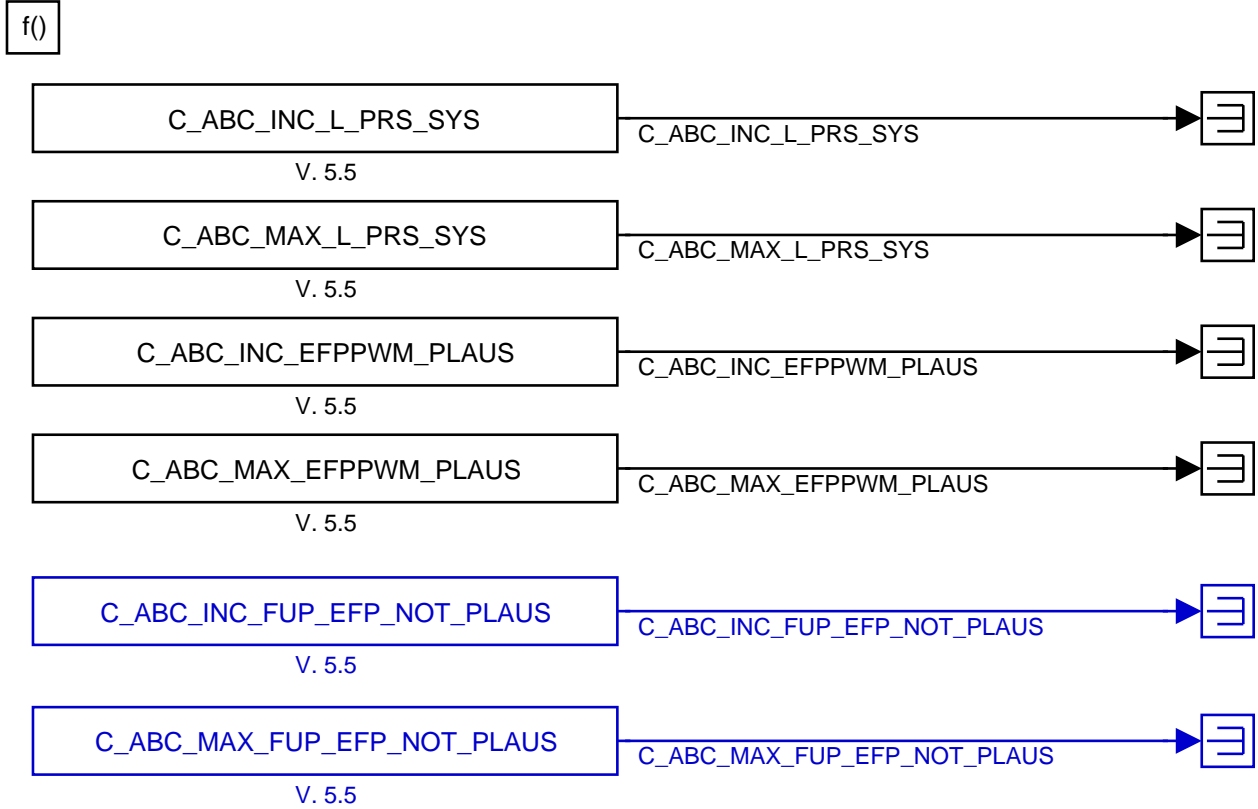 f()
C_ABC_INC_L_PRS_SYS
C_ABC_INC_L_PRS_SYS
V. 5.5
C_ABC_MAX_L_PRS_SYS
C_ABC_MAX_L_PRS_SYS
V. 5.5
C_ABC_INC_EFPPWM_PLAUS
C_ABC_INC_EFPPWM_PLAUS
V. 5.5
C_ABC_MAX_EFPPWM_PLAUS
C_ABC_MAX_EFPPWM_PLAUS
V. 5.5
C_ABC_INC_FUP_EFP_NOT_PLAUS
C_ABC_INC_FUP_EFP_NOT_PLAUS
V. 5.5
C_ABC_MAX_FUP_EFP_NOT_PLAUS
C_ABC_MAX_FUP_EFP_NOT_PLAUS
V. 5.5